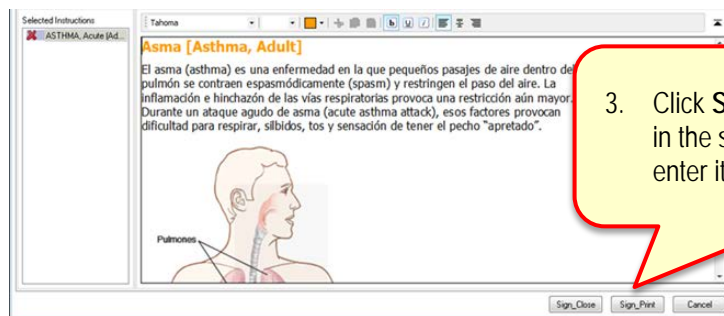 Selected Instructions
ASTHMA, Acute (Ad...
Tahoma
b U i
Asma [Asthma, Adult]
El asma (asthma) es una enfermedad en la que pequeños pasajes de aire dentro del
pulmón se contraen espasmódicamente (spasm) y restringen el paso del aire. La
inflamación e hinchazón de las vías respiratorias provoca una restricción aún mayor.
Durante un ataque agudo de asma (acute asthma attack), esos factores provocan
dificultad para respirar, silbidos, tos y sensación de tener el pecho "apretado".
Pulmones
3. Click S
in the s
enter it
Sign_Close
Sign_Print
Cancel